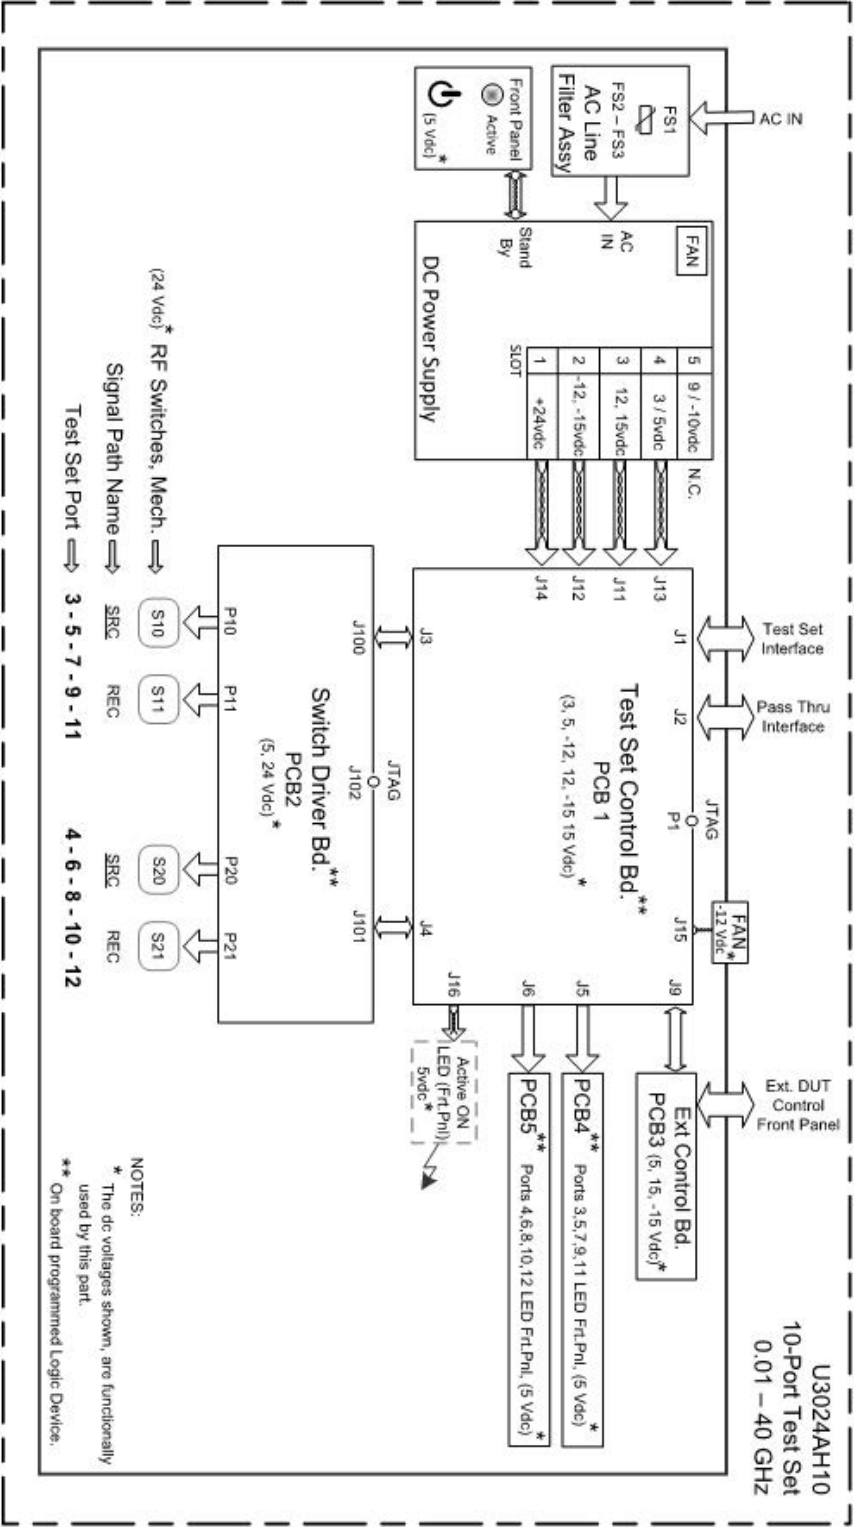 U3024AH10
10-Port Test Set
0.01 – 40 GHz
AC IN
Test Set
Interface
Pass Thru
Interface
Ext. DUT
Control
Front Panel
FS1
FS2 – FS3
AC Line
Filter Assy
Front Panel
Active
(5 Vdc) *
FAN
AC
IN
Stand
By
DC Power Supply
5 9 / -10vdc N.C.
4 3 / 5vdc
3 12, 15vdc
2 -12, -15vdc
1 +24vdc
SLOT
J13
J11
J12
J14
J1
J2
JTAG
P1
FAN
-12 Vdc *
J15
J9
Test Set Control Bd. **
PCB 1
(3, 5, -12, 12, -15 15 Vdc) *
J5
J6
J16
J3
J4
Ext Control Bd.
PCB3 (5, 15, -15 Vdc) *
PCB4 ** Ports 3,5,7,9,11 LED Frt.Pnl, (5 Vdc) *
PCB5 ** Ports 4,6,8,10,12 LED Frt.Pnl, (5 Vdc) *
Active ON
LED (Frt.Pnl)
5vdc *
J100
JTAG
J102
J101
Switch Driver Bd. **
PCB2
(5, 24 Vdc) *
P10
P11
P20
P21
(24 Vdc) * RF Switches, Mech.
S10
S11
S20
S21
Signal Path Name
SRC
REC
SRC
REC
Test Set Port
3 - 5 - 7 - 9 - 11
4 - 6 - 8 - 10 - 12
NOTES:
* The dc voltages shown, are functionally
used by this part.
** On board programmed Logic Device.